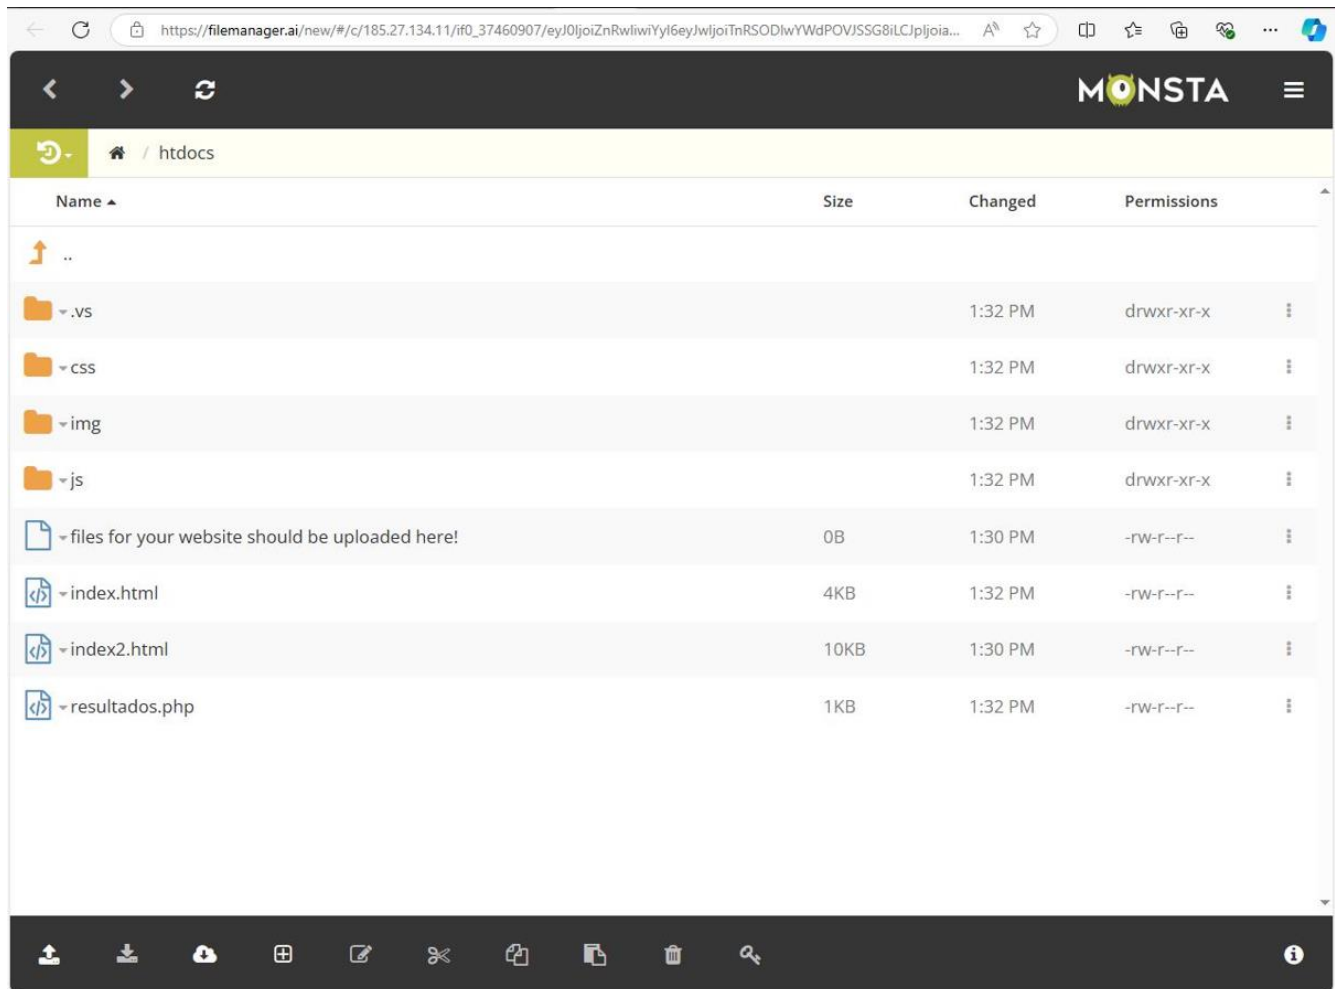 https://filemanager.ai/new/#/c/185.27.134.11/if0_37460907/
MONSTA
/ htdocs
Name Size Changed Permissions
..
.vs 1:32 PM drwxr-xr-x
css 1:32 PM drwxr-xr-x
img 1:32 PM drwxr-xr-x
js 1:32 PM drwxr-xr-x
files for your website should be uploaded here! 0B 1:30 PM -rw-r--r--
index.html 4KB 1:32 PM -rw-r--r--
index2.html 10KB 1:30 PM -rw-r--r--
resultados.php 1KB 1:32 PM -rw-r--r--